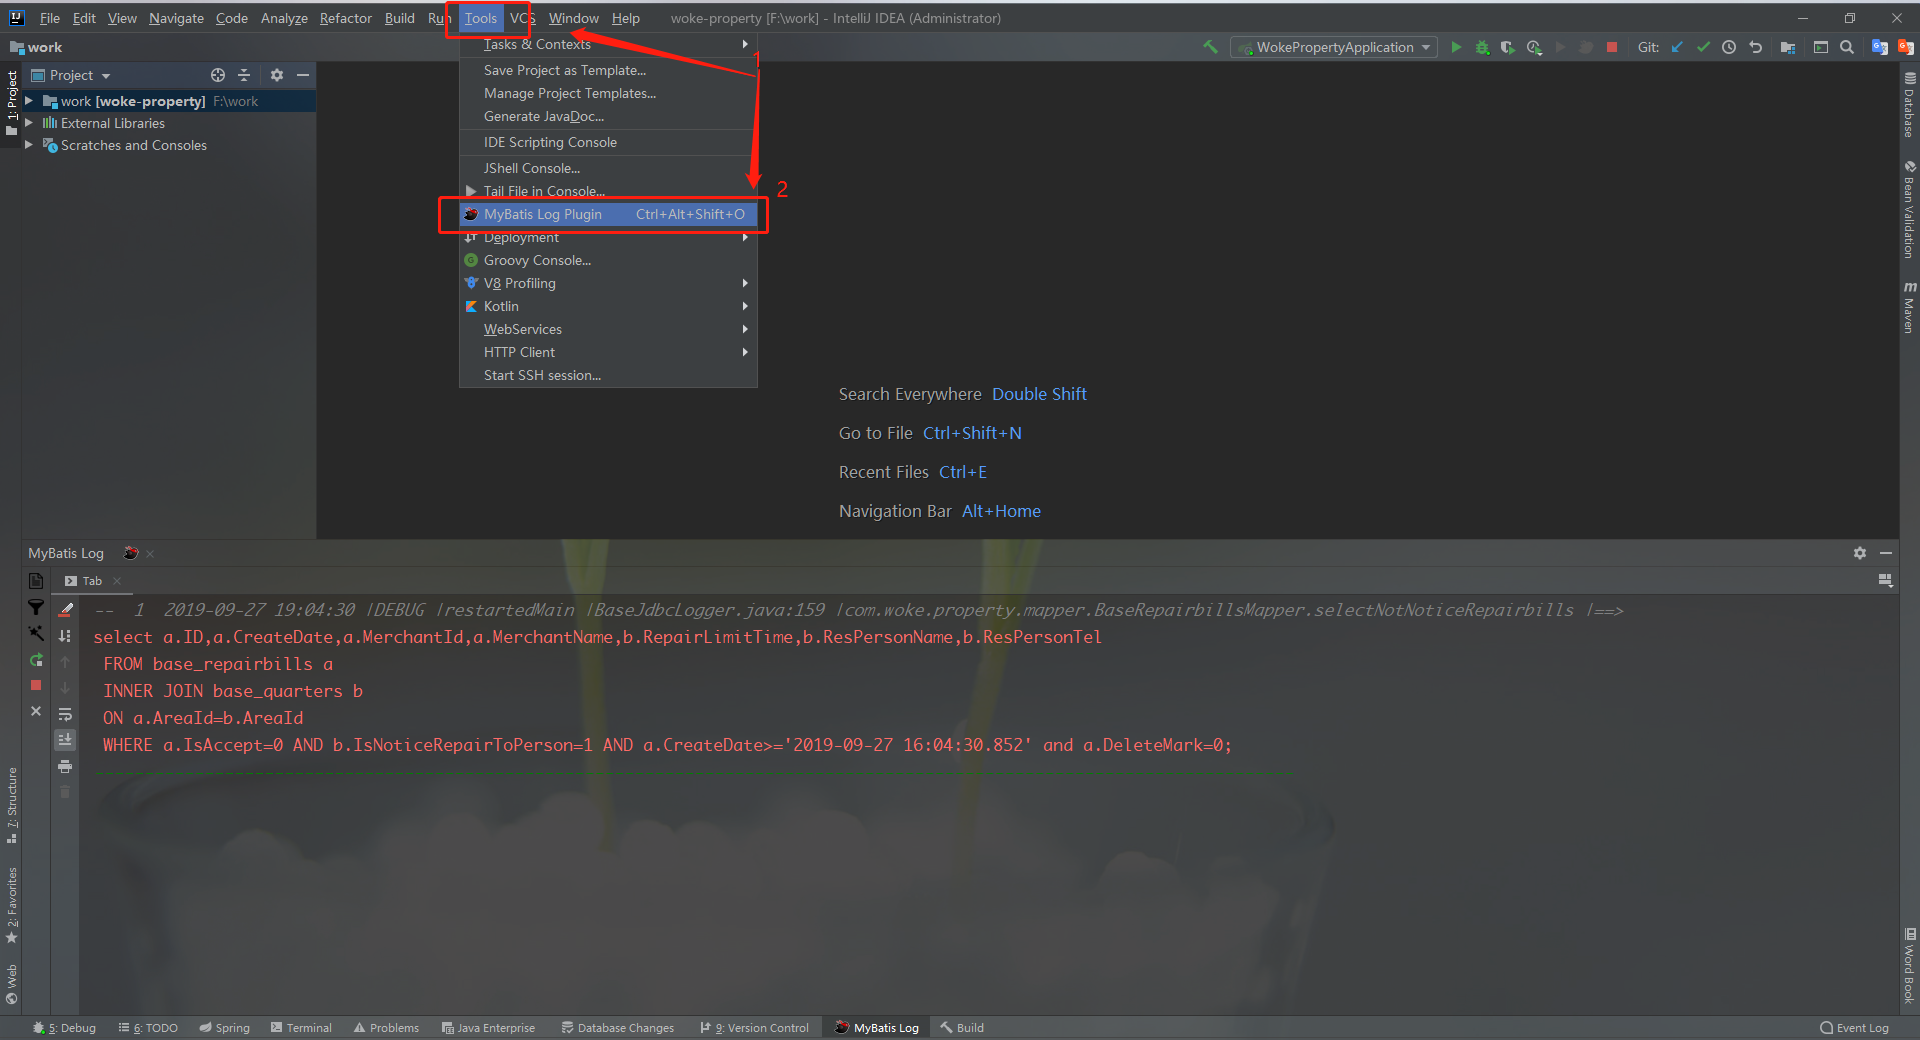 File Edit View Navigate Code Analyze Refactor Build Run Tools VCS Window Help woke-property [F:\work] - IntelliJ IDEA (Administrator)
work
WokePropertyApplication
Git:
Project
work [woke-property] F:\work
External Libraries
Scratches and Consoles
1: Project
Tasks & Contexts
1
Save Project as Template...
Manage Project Templates...
Generate JavaDoc...
IDE Scripting Console
JShell Console...
Tail File in Console...
2
MyBatis Log Plugin Ctrl+Alt+Shift+O
Deployment
Groovy Console...
V8 Profiling
Kotlin
WebServices
HTTP Client
Start SSH session...
Database
Bean Validation
Maven
Search Everywhere Double Shift
Go to File Ctrl+Shift+N
Recent Files Ctrl+E
Navigation Bar Alt+Home
MyBatis Log
Tab
-- 1 2019-09-27 19:04:30 |DEBUG |restartedMain |BaseJdbcLogger.java:159 |com.woke.property.mapper.BaseRepairbillsMapper.selectNotNoticeRepairbills |==>
select a.ID,a.CreateDate,a.MerchantId,a.MerchantName,b.RepairLimitTime,b.ResPersonName,b.ResPersonTel
FROM base_repairbills a
INNER JOIN base_quarters b
ON a.AreaId=b.AreaId
WHERE a.IsAccept=0 AND b.IsNoticeRepairToPerson=1 AND a.CreateDate>='2019-09-27 16:04:30.852' and a.DeleteMark=0;
7: Structure
2: Favorites
Web
Word Book
5: Debug 6: TODO Spring Terminal Problems Java Enterprise Database Changes 9: Version Control MyBatis Log Build Event Log